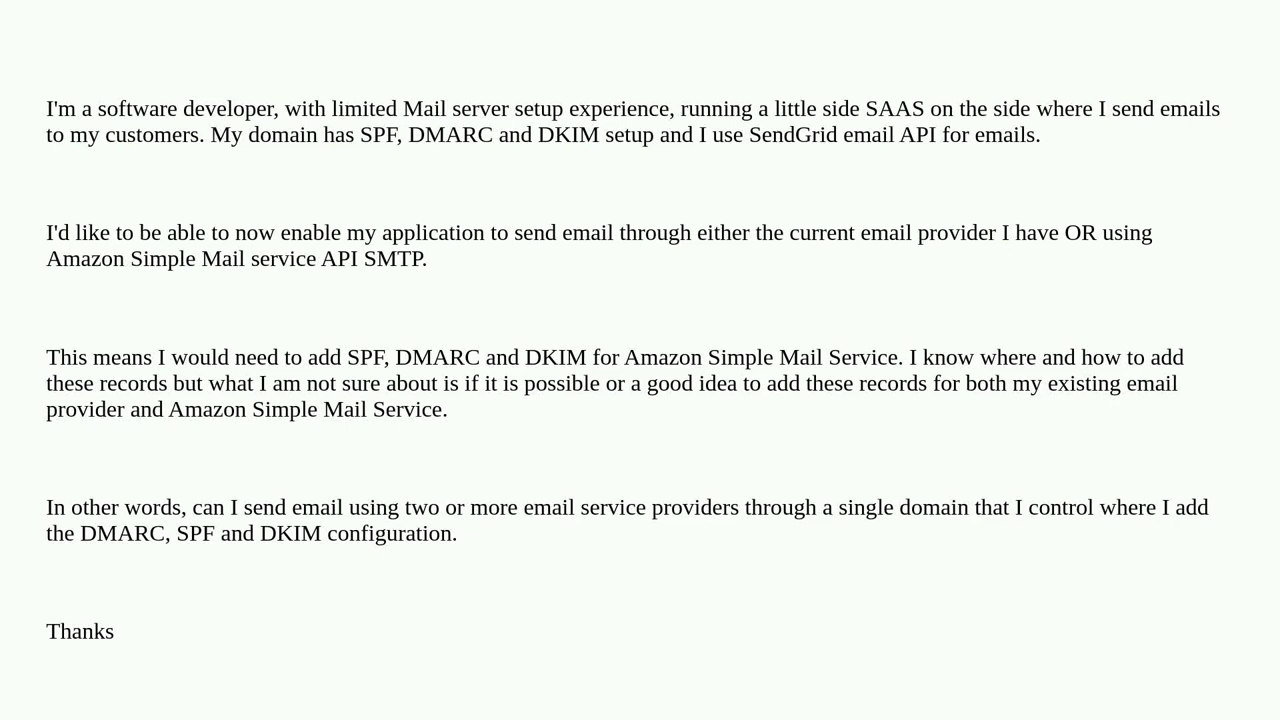 I'm a software developer, with limited Mail server setup experience, running a little side SAAS on the side where I send emails
to my customers. My domain has SPF, DMARC and DKIM setup and I use SendGrid email API for emails.
I'd like to be able to now enable my application to send email through either the current email provider I have OR using
Amazon Simple Mail service API SMTP.
This means I would need to add SPF, DMARC and DKIM for Amazon Simple Mail Service. I know where and how to add
these records but what I am not sure about is if it is possible or a good idea to add these records for both my existing email
provider and Amazon Simple Mail Service.
In other words, can I send email using two or more email service providers through a single domain that I control where I add
the DMARC, SPF and DKIM configuration.
Thanks